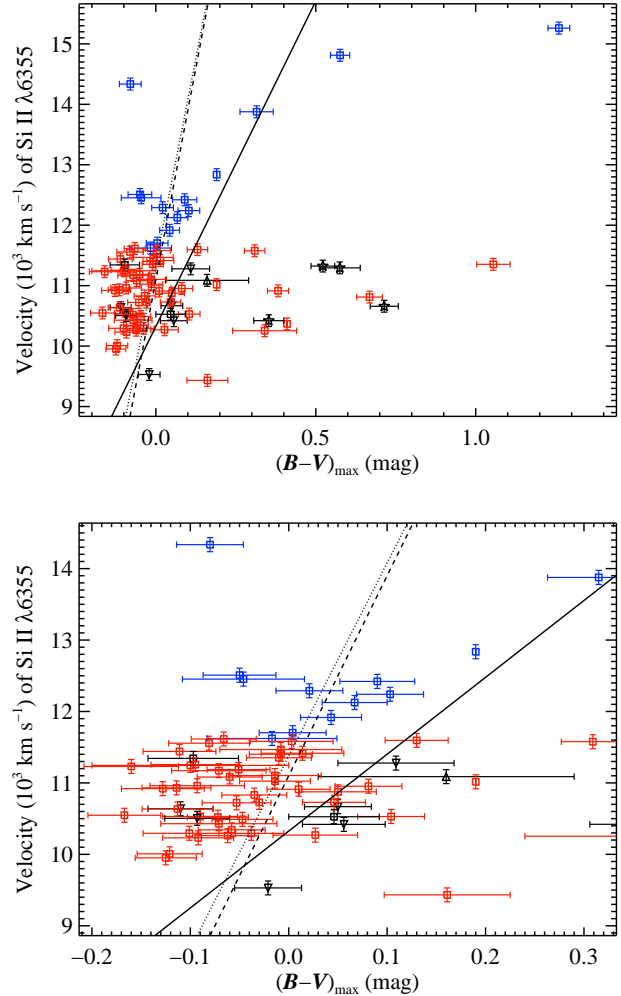 15
14
13
12
11
10
9
Velocity (10³ km s⁻¹) of Si II λ6355
0.0 0.5 1.0
(B−V)max (mag)
14
13
12
11
10
9
Velocity (10³ km s⁻¹) of Si II λ6355
−0.2 −0.1 0.0 0.1 0.2 0.3
(B−V)max (mag)